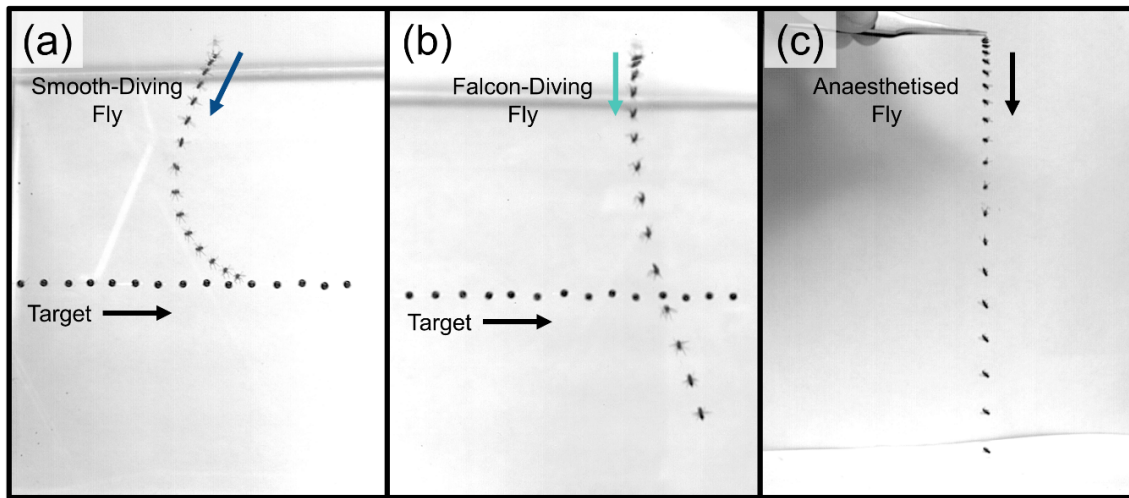 (a)
Smooth-Diving
Fly
Target
(b)
Falcon-Diving
Fly
Target
(c)
Anaesthetised
Fly